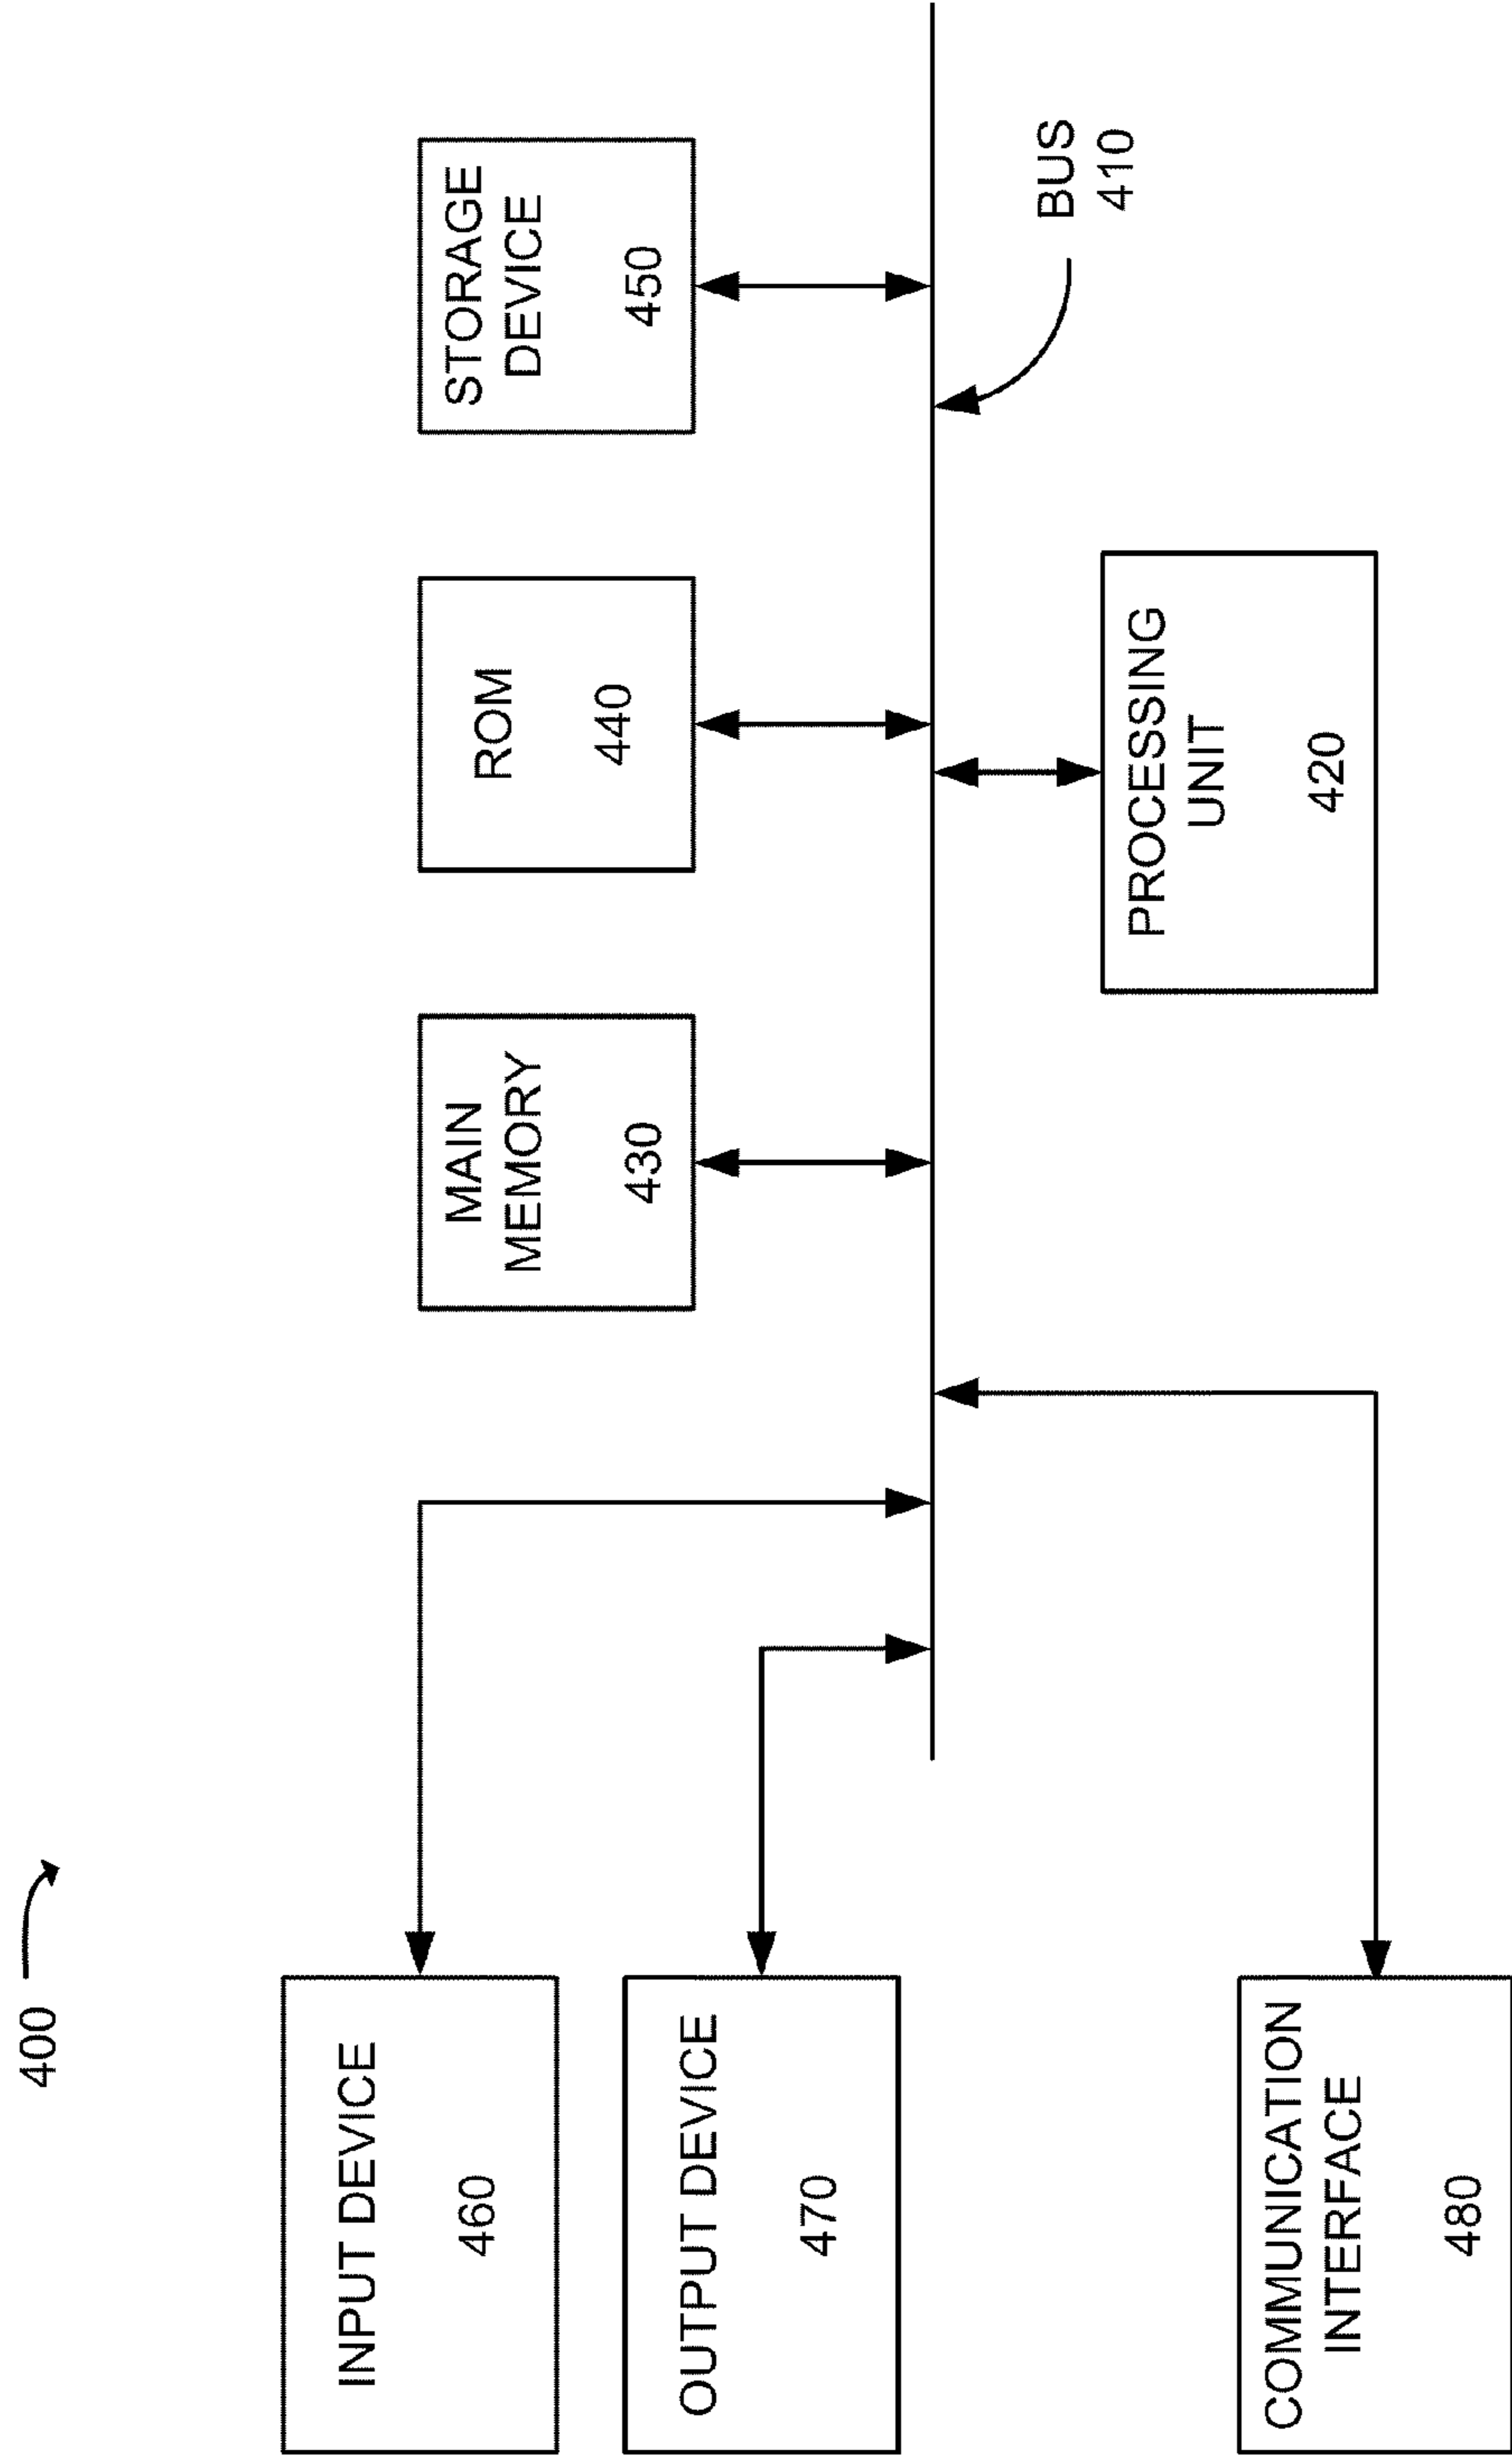 400
INPUT DEVICE
460
MAIN
MEMORY
430
ROM
440
STORAGE
DEVICE
450
OUTPUT DEVICE
470
BUS
410
PROCESSING
UNIT
420
COMMUNICATION
INTERFACE
480